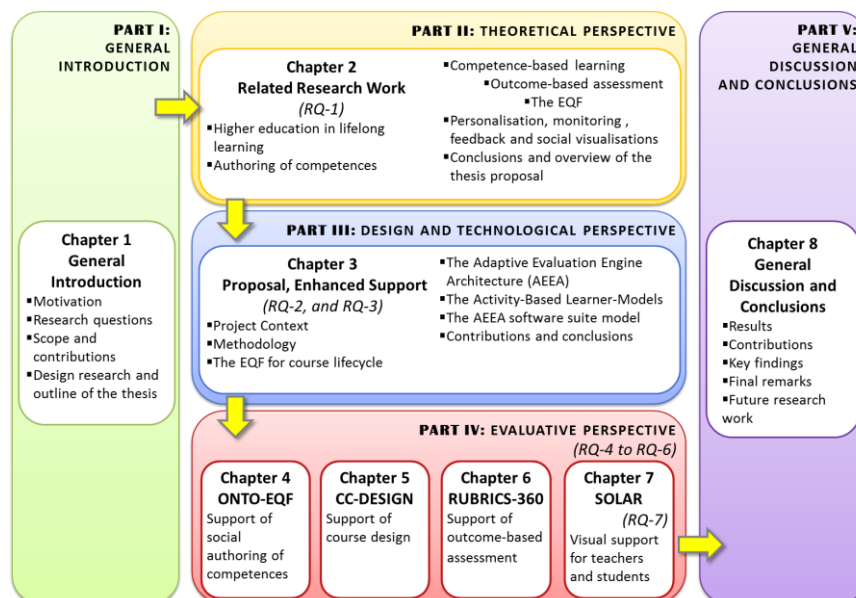 PART I:
GENERAL
INTRODUCTION
Chapter 1
General
Introduction
▪Motivation
▪Research questions
▪Scope and
contributions
▪Design research and
outline of the thesis
PART II: THEORETICAL PERSPECTIVE
Chapter 2
Related Research Work
(RQ-1)
▪Higher education in lifelong
learning
▪Authoring of competences
▪Competence-based learning
▪Outcome-based assessment
▪The EQF
▪Personalisation, monitoring ,
feedback and social visualisations
▪Conclusions and overview of the
thesis proposal
PART III: DESIGN AND TECHNOLOGICAL PERSPECTIVE
Chapter 3
Proposal, Enhanced Support
(RQ-2, and RQ-3)
▪Project Context
▪Methodology
▪The EQF for course lifecycle
▪The Adaptive Evaluation Engine
Architecture (AEEA)
▪The Activity-Based Learner-Models
▪The AEEA software suite model
▪Contributions and conclusions
PART IV: EVALUATIVE PERSPECTIVE
(RQ-4 to RQ-6)
Chapter 4
ONTO-EQF
Support of
social
authoring of
competences
Chapter 5
CC-DESIGN
Support of
course design
Chapter 6
RUBRICS-360
Support of
outcome-based
assessment
Chapter 7
SOLAR
(RQ-7)
Visual support
for teachers
and students
PART V:
GENERAL
DISCUSSION
AND CONCLUSIONS
Chapter 8
General
Discussion and
Conclusions
▪Results
▪Contributions
▪Key findings
▪Final remarks
▪Future research
work